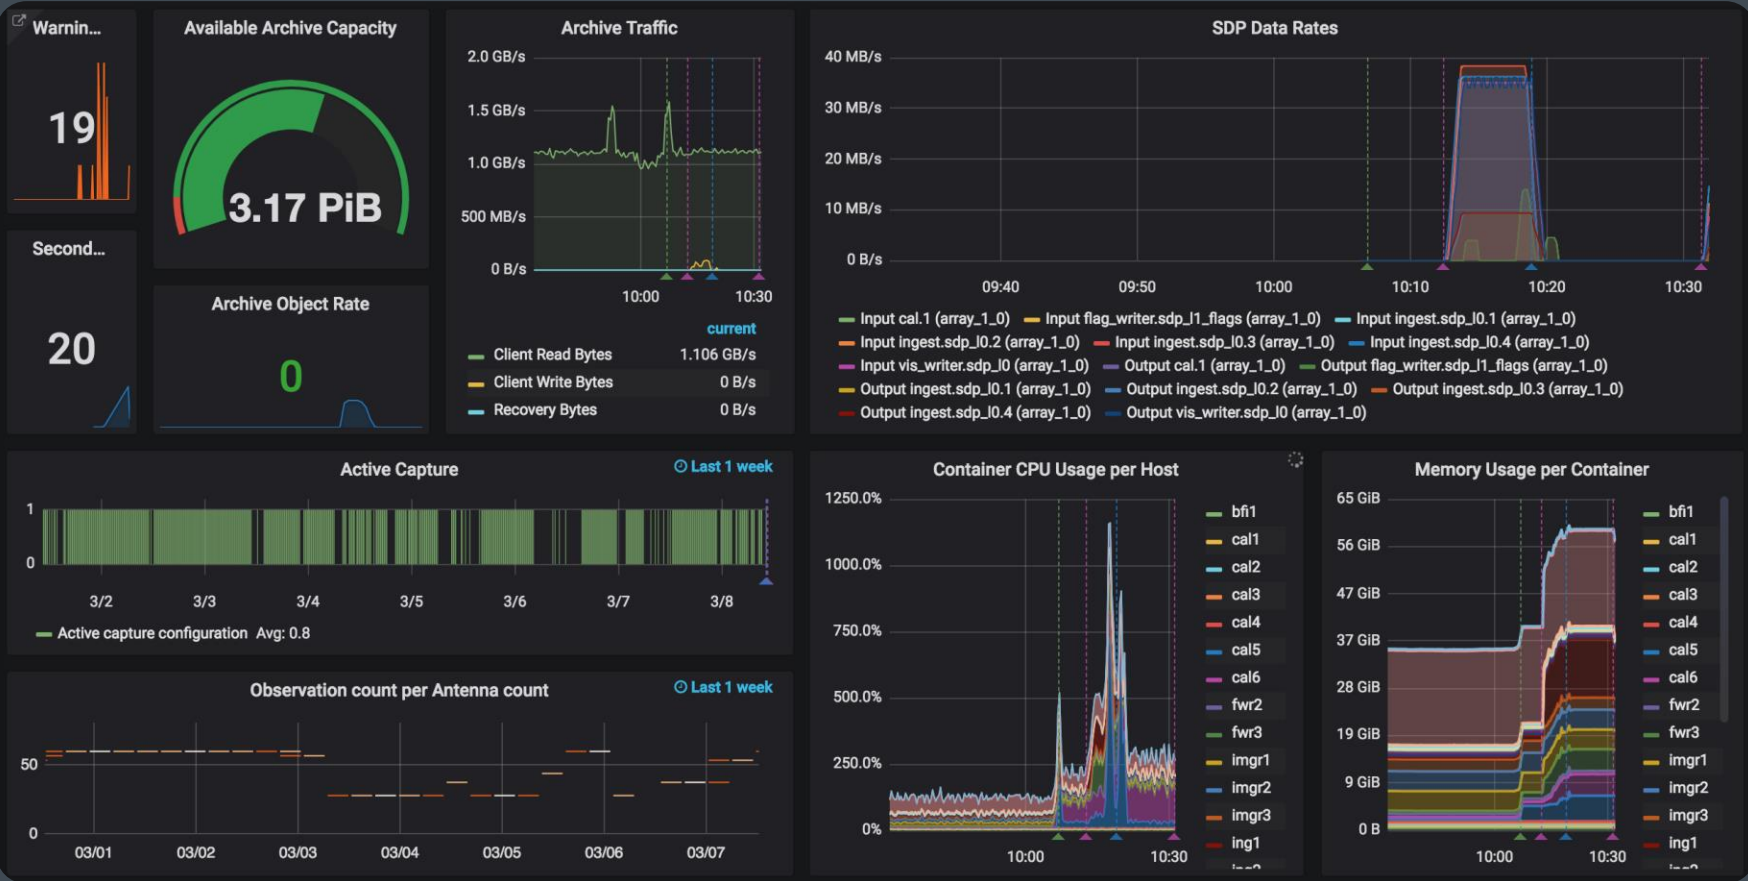 Warnin...
19
Second...
20
Available Archive Capacity
3.17 PiB
Archive Object Rate
0
Archive Traffic
2.0 GB/s
1.5 GB/s
1.0 GB/s
500 MB/s
0 B/s
10:00 10:30
current
Client Read Bytes 1.106 GB/s
Client Write Bytes 0 B/s
Recovery Bytes 0 B/s
SDP Data Rates
40 MB/s
30 MB/s
20 MB/s
10 MB/s
0 B/s
09:40 09:50 10:00 10:10 10:20 10:30
Input cal.1 (array_1_0) Input flag_writer.sdp_l1_flags (array_1_0) Input ingest.sdp_l0.1 (array_1_0)
Input ingest.sdp_l0.2 (array_1_0) Input ingest.sdp_l0.3 (array_1_0) Input ingest.sdp_l0.4 (array_1_0)
Input vis_writer.sdp_l0 (array_1_0) Output cal.1 (array_1_0) Output flag_writer.sdp_l1_flags (array_1_0)
Output ingest.sdp_l0.1 (array_1_0) Output ingest.sdp_l0.2 (array_1_0) Output ingest.sdp_l0.3 (array_1_0)
Output ingest.sdp_l0.4 (array_1_0) Output vis_writer.sdp_l0 (array_1_0)
Active Capture Last 1 week
1
0
3/2 3/3 3/4 3/5 3/6 3/7 3/8
Active capture configuration Avg: 0.8
Observation count per Antenna count Last 1 week
50
0
03/01 03/02 03/03 03/04 03/05 03/06 03/07
Container CPU Usage per Host
1250.0%
1000.0%
750.0%
500.0%
250.0%
0%
10:00 10:30
bfi1
cal1
cal2
cal3
cal4
cal5
cal6
fwr2
fwr3
imgr1
imgr2
imgr3
ing1
Memory Usage per Container
65 GiB
56 GiB
47 GiB
37 GiB
28 GiB
19 GiB
9 GiB
0 B
10:00 10:30
bfi1
cal1
cal2
cal3
cal4
cal5
cal6
fwr2
fwr3
imgr1
imgr2
imgr3
ing1